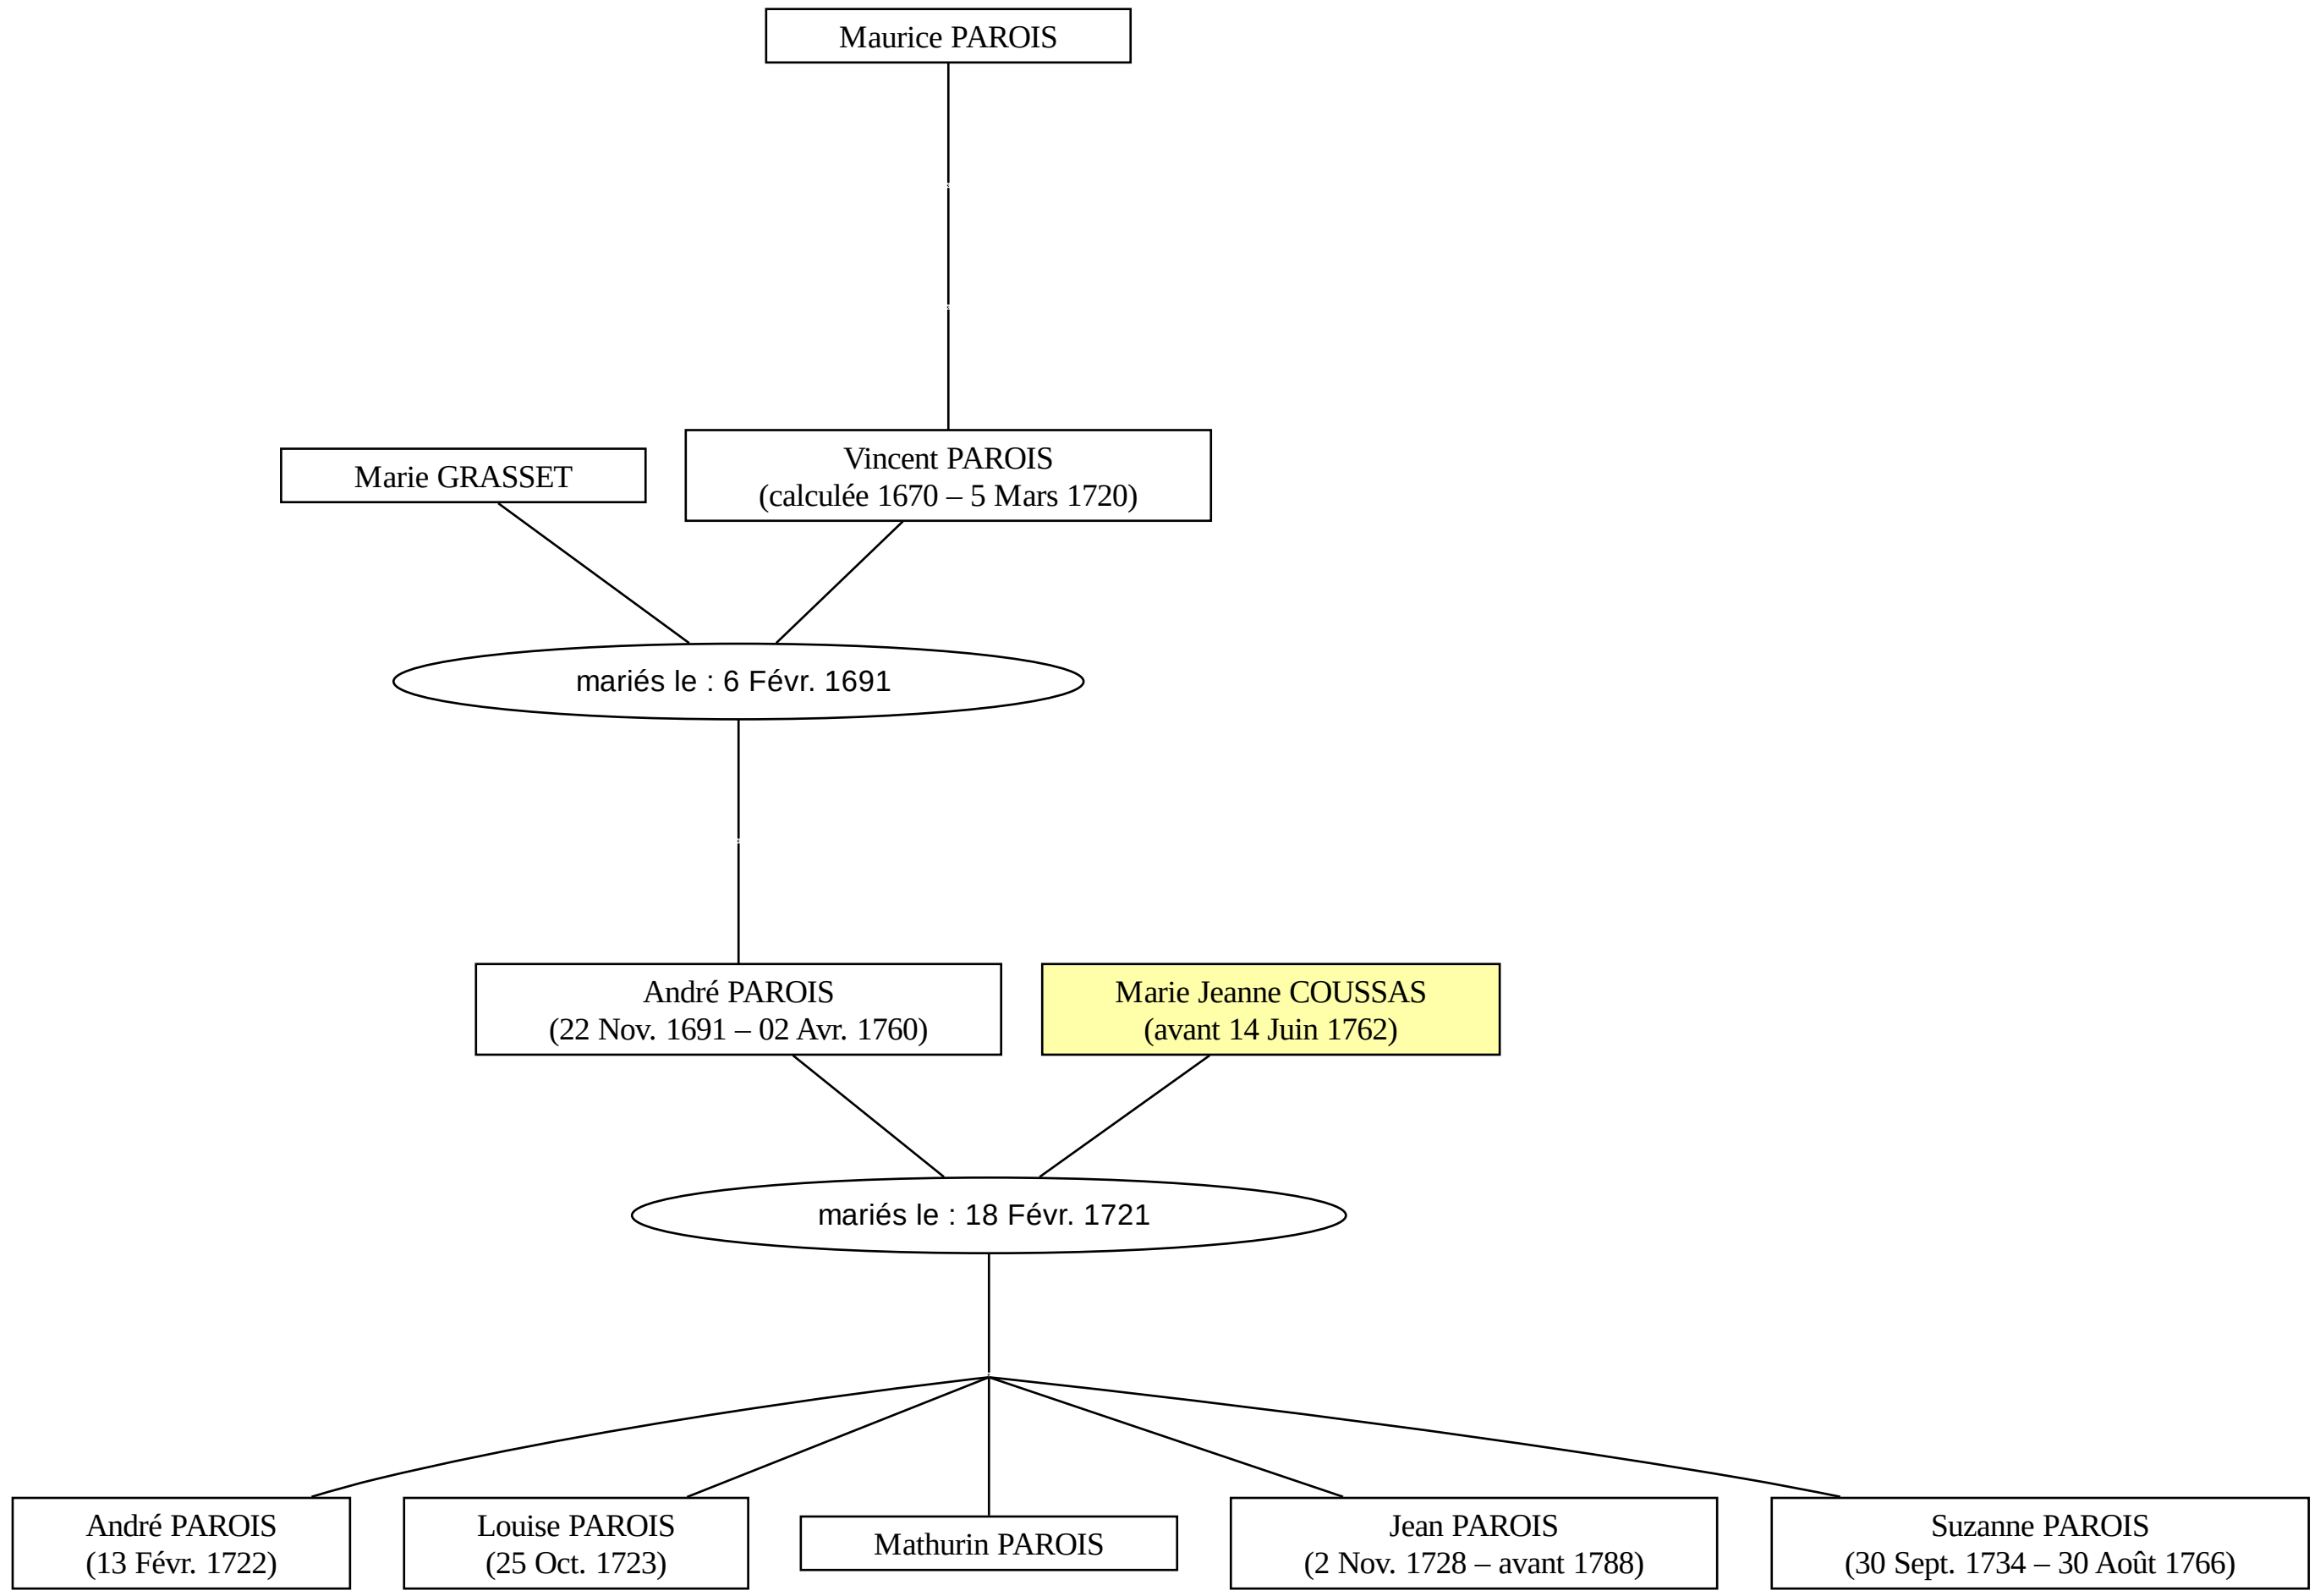 Maurice PAROIS
Marie GRASSET
Vincent PAROIS
(calculée 1670 – 5 Mars 1720)
mariés le : 6 Févr. 1691
André PAROIS
(22 Nov. 1691 – 02 Avr. 1760)
Marie Jeanne COUSSAS
(avant 14 Juin 1762)
mariés le : 18 Févr. 1721
André PAROIS
(13 Févr. 1722)
Louise PAROIS
(25 Oct. 1723)
Mathurin PAROIS
Jean PAROIS
(2 Nov. 1728 – avant 1788)
Suzanne PAROIS
(30 Sept. 1734 – 30 Août 1766)